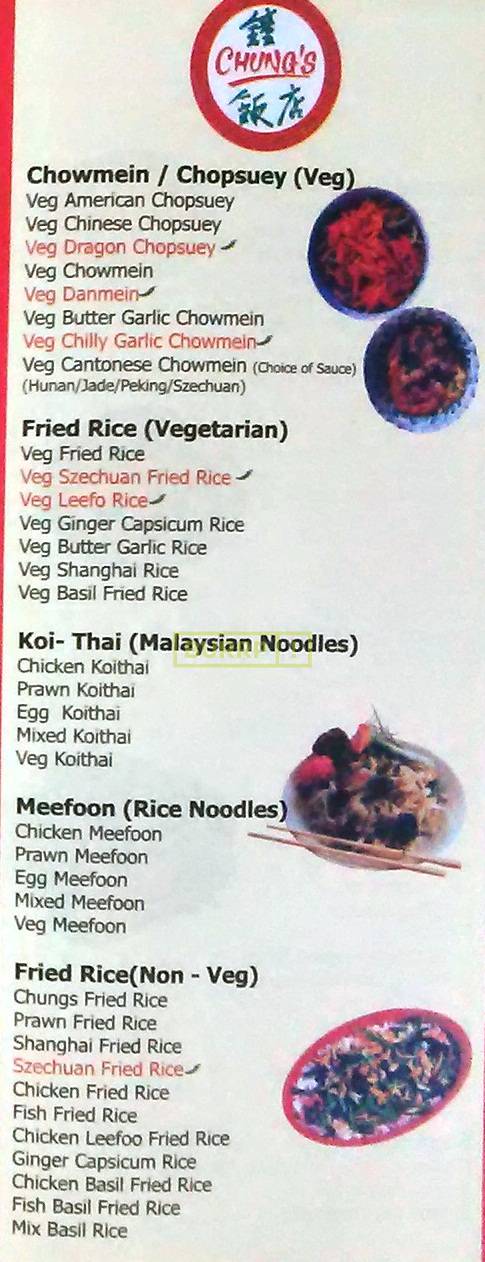 鍾
CHUNG'S
飯店
Chowmein / Chopsuey (Veg)
Veg American Chopsuey
Veg Chinese Chopsuey
Veg Dragon Chopsuey
Veg Chowmein
Veg Danmein
Veg Butter Garlic Chowmein
Veg Chilly Garlic Chowmein
Veg Cantonese Chowmein (Choice of Sauce)
(Hunan/Jade/Peking/Szechuan)
Fried Rice (Vegetarian)
Veg Fried Rice
Veg Szechuan Fried Rice
Veg Leefo Rice
Veg Ginger Capsicum Rice
Veg Butter Garlic Rice
Veg Shanghai Rice
Veg Basil Fried Rice
Koi- Thai (Malaysian Noodles)
Chicken Koithai
Prawn Koithai
Egg Koithai
Mixed Koithai
Veg Koithai
Meefoon (Rice Noodles)
Chicken Meefoon
Prawn Meefoon
Egg Meefoon
Mixed Meefoon
Veg Meefoon
Fried Rice(Non - Veg)
Chungs Fried Rice
Prawn Fried Rice
Shanghai Fried Rice
Szechuan Fried Rice
Chicken Fried Rice
Fish Fried Rice
Chicken Leefoo Fried Rice
Ginger Capsicum Rice
Chicken Basil Fried Rice
Fish Basil Fried Rice
Mix Basil Rice